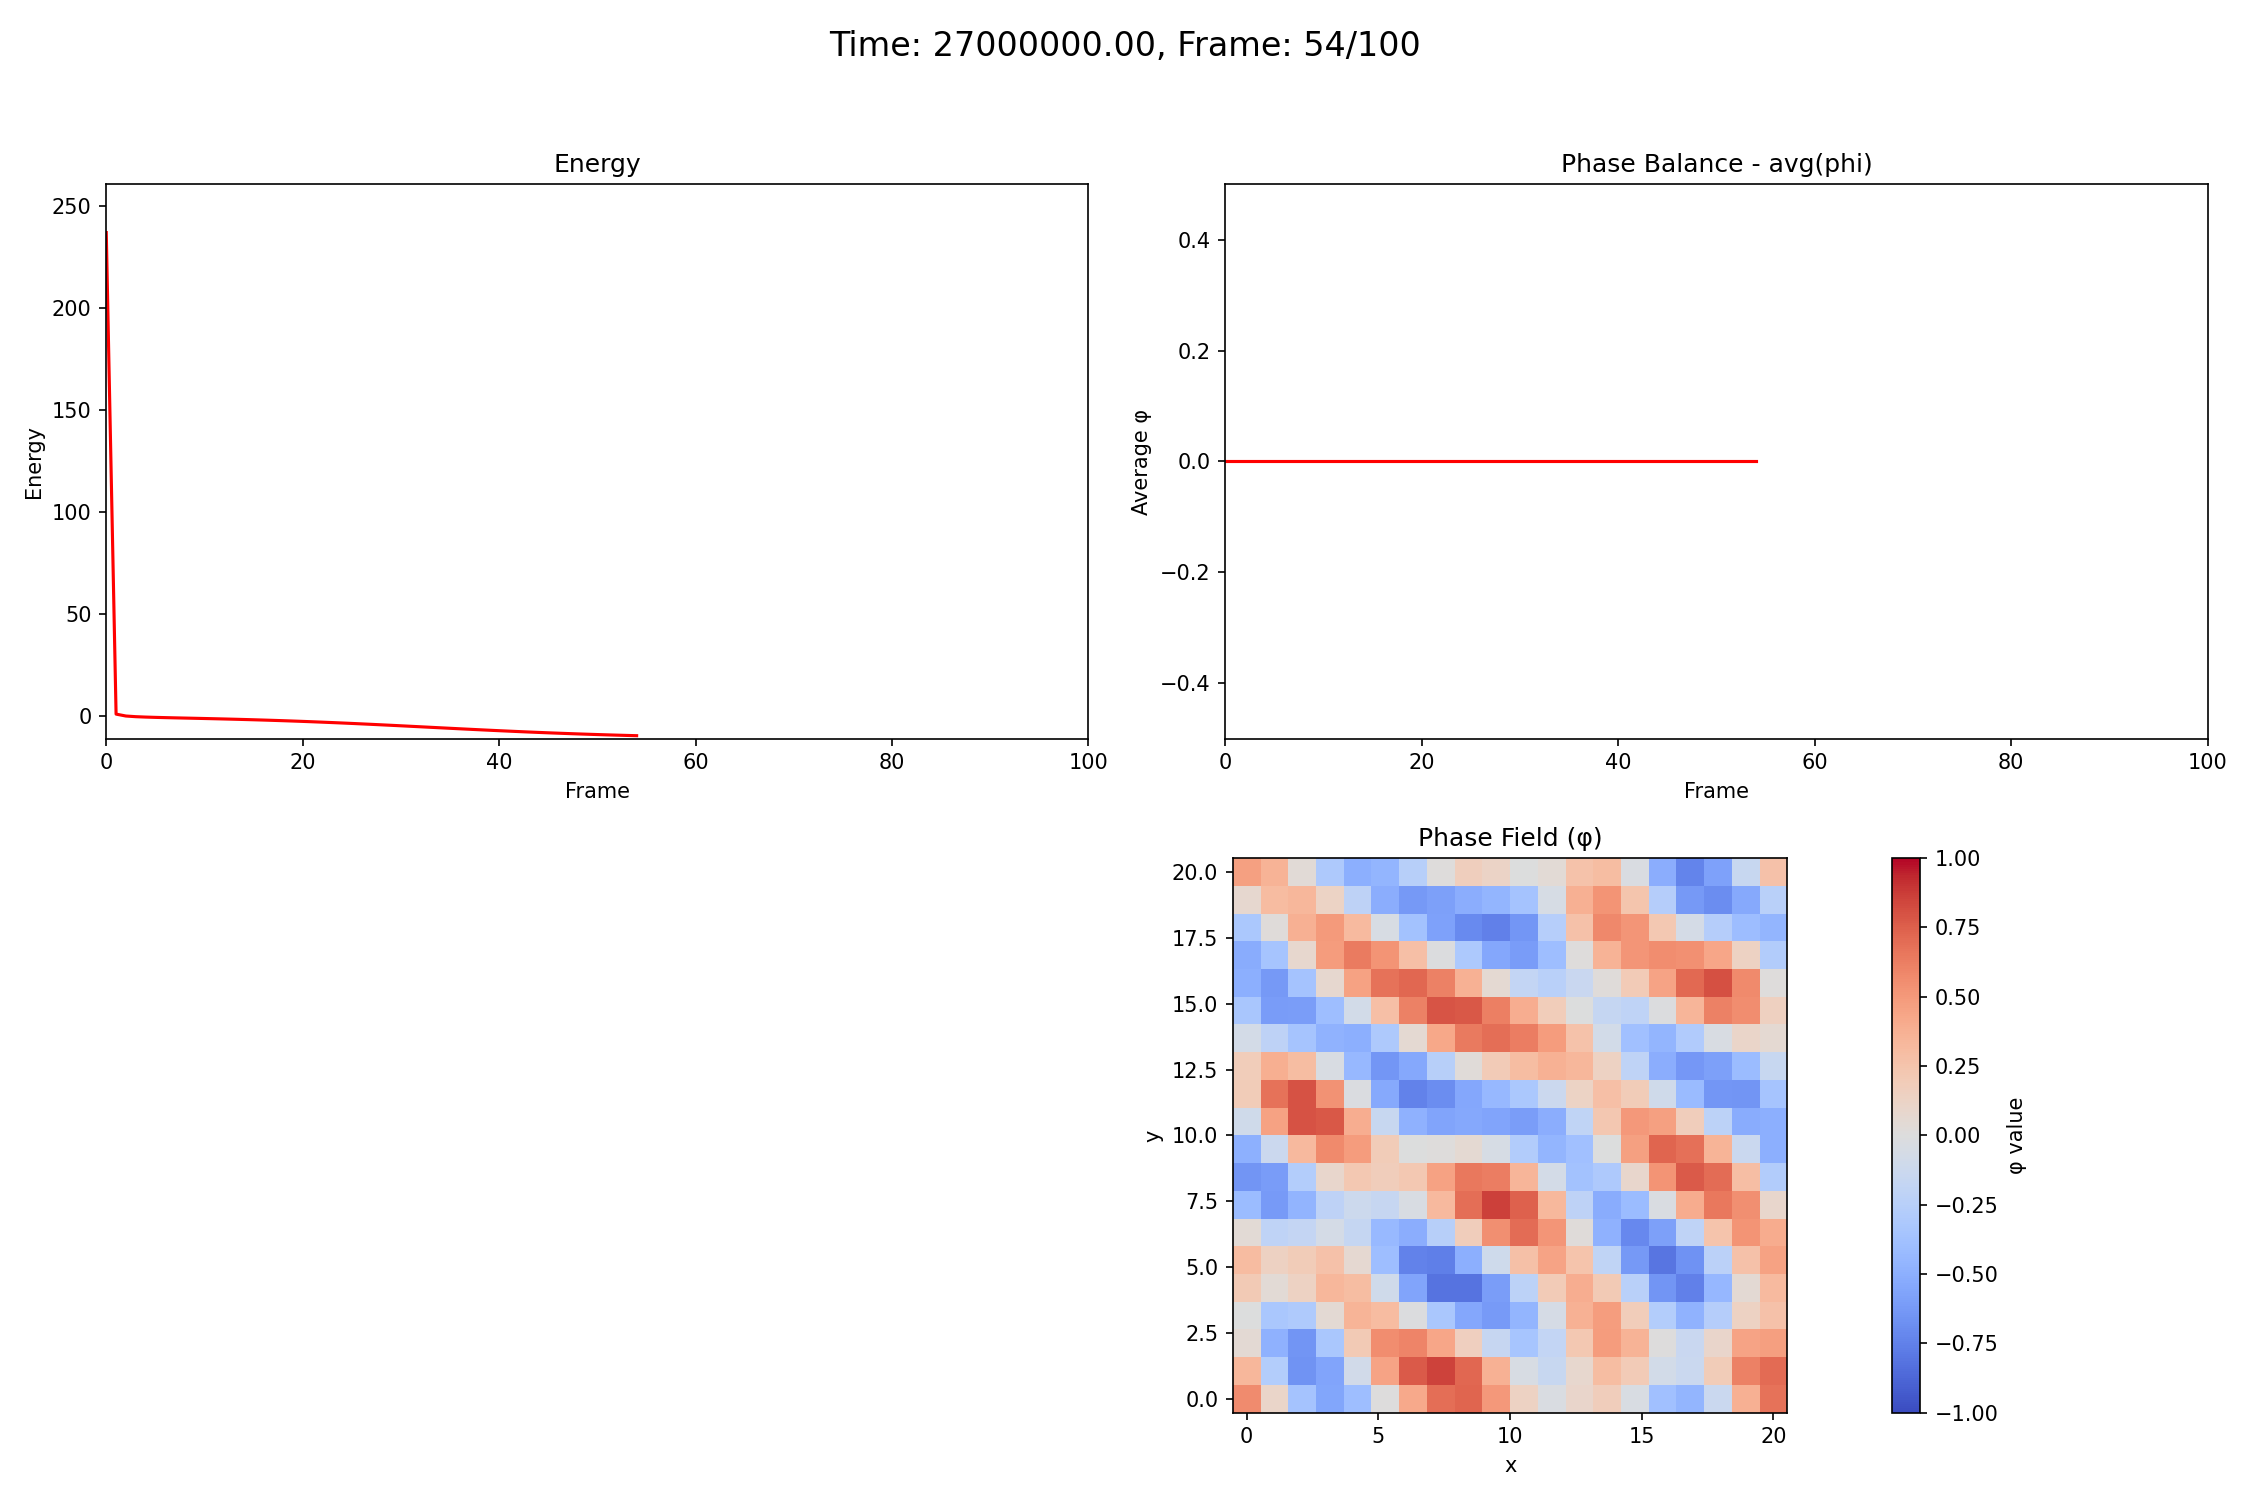 Time: 27000000.00, Frame: 54/100
Energy
250
200
150
100
50
0
Energy
0 20 40 60 80 100
Frame
Phase Balance - avg(phi)
0.4
0.2
0.0
−0.2
−0.4
Average φ
0 20 40 60 80 100
Frame
Phase Field (φ)
20.0
17.5
15.0
12.5
10.0
7.5
5.0
2.5
0.0
y
0 5 10 15 20
x
1.00
0.75
0.50
0.25
0.00
−0.25
−0.50
−0.75
−1.00
φ value